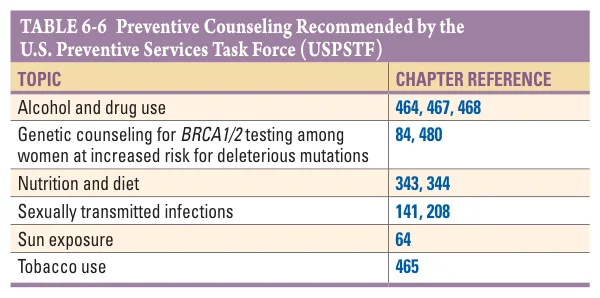 TABLE 6-6 Preventive Counseling Recommended by the
U.S. Preventive Services Task Force (USPSTF)
TOPIC CHAPTER REFERENCE
Alcohol and drug use 464, 467, 468
Genetic counseling for BRCA1/2 testing among 84, 480
women at increased risk for deleterious mutations
Nutrition and diet 343, 344
Sexually transmitted infections 141, 208
Sun exposure 64
Tobacco use 465